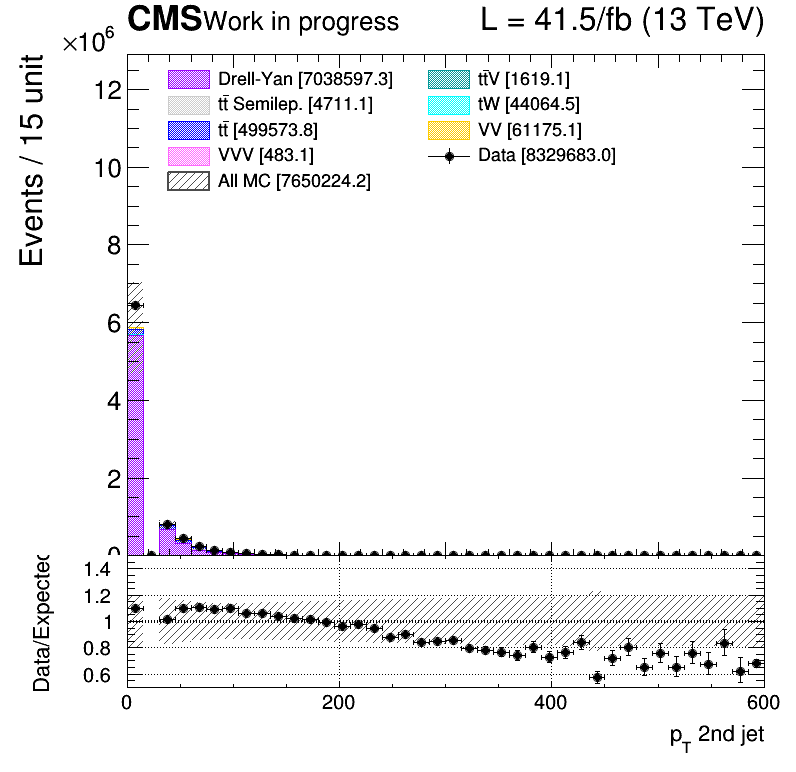 CMS Work in progress L = 41.5/fb (13 TeV)
×10⁶
Events / 15 unit
Drell-Yan [7038597.3]
tt̄ Semilep. [4711.1]
tt̄ [499573.8]
VVV [483.1]
All MC [7650224.2]
tt̄V [1619.1]
tW [44064.5]
VV [61175.1]
Data [8329683.0]
12
10
8
6
4
2
0
Data/Expected
1.4
1.2
1
0.8
0.6
0 200 400 600
p_T 2nd jet